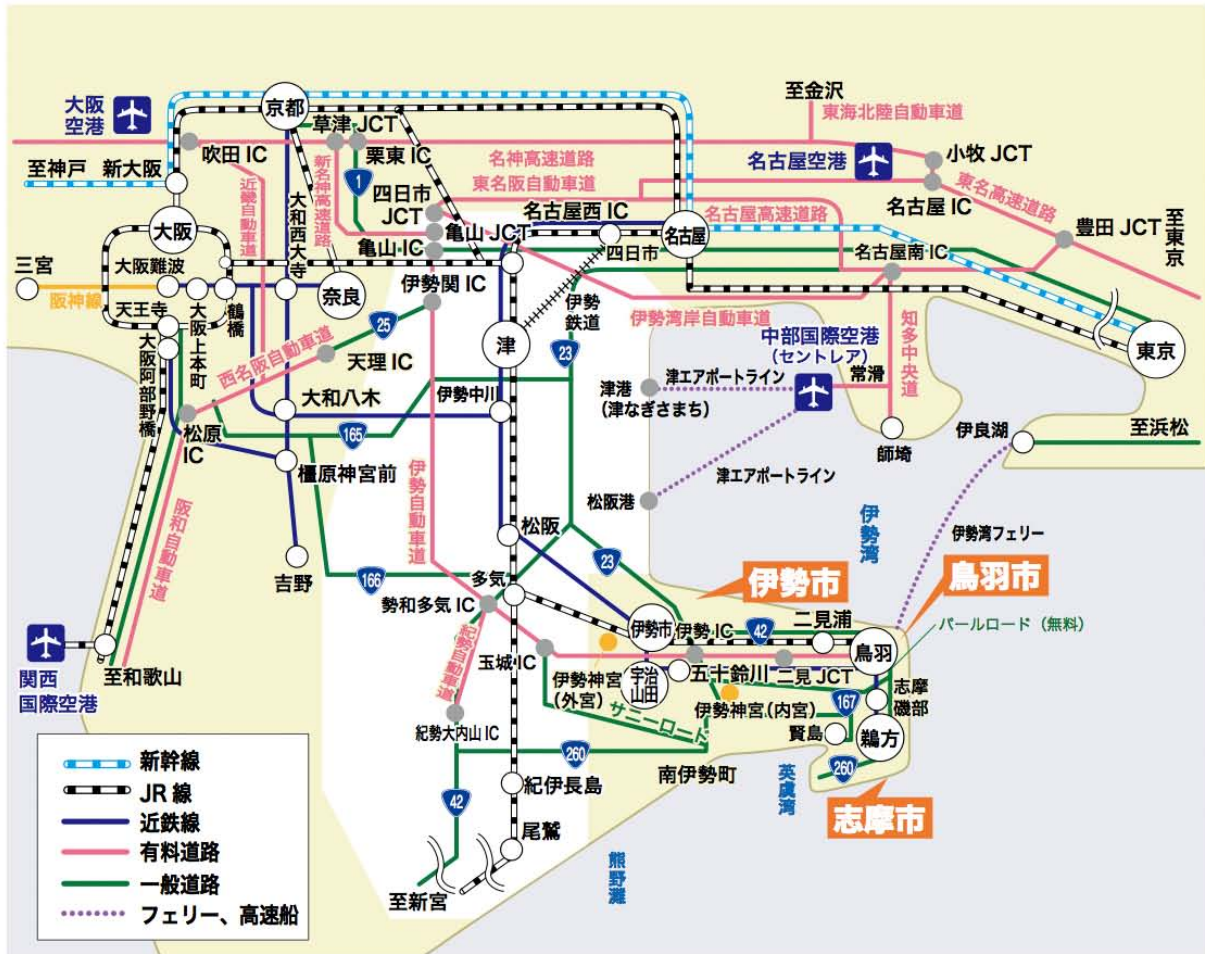 大阪
空港
京都
草津 JCT
栗東 IC
吹田 IC
至神戸 新大阪
近畿自動車道
新名神高速道路
1
四日市
JCT
名神高速道路
東名阪自動車道
至金沢
東海北陸自動車道
名古屋空港
小牧 JCT
名古屋 IC
東名高速道路
豊田 JCT
至東京
大阪
大和西大寺
亀山 JCT
亀山 IC
名古屋西 IC
名古屋
四日市
名古屋高速道路
名古屋南 IC
三宮
阪神線
大阪難波
天王寺
大阪上本町
鶴橋
奈良
伊勢関 IC
伊勢
鉄道
伊勢湾岸自動車道
知多中央道
東京
大阪阿部野橋
西名阪自動車道
25
天理 IC
津
23
中部国際空港
(セントレア)
常滑
津エアポートライン
津港
(津なぎさまち)
松原
IC
大和八木
165
伊勢中川
師崎
伊良湖
至浜松
橿原神宮前
伊勢自動車道
松阪港
津エアポートライン
阪和自動車道
松阪
伊勢湾
伊勢湾フェリー
吉野
166
多気
勢和多気 IC
23
伊勢市
鳥羽市
パールロード(無料)
関西
国際空港
至和歌山
紀勢自動車道
玉城 IC
伊勢市
伊勢 IC
42
二見浦
鳥羽
伊勢神宮
(外宮)
宇治
山田
五十鈴川
二見 JCT
志摩
磯部
サニーロード
伊勢神宮(内宮)
167
賢島
鵜方
紀勢大内山 IC
260
南伊勢町
英虞湾
260
志摩市
42
紀伊長島
尾鷲
至新宮
熊野灘
新幹線
JR 線
近鉄線
有料道路
一般道路
フェリー、高速船